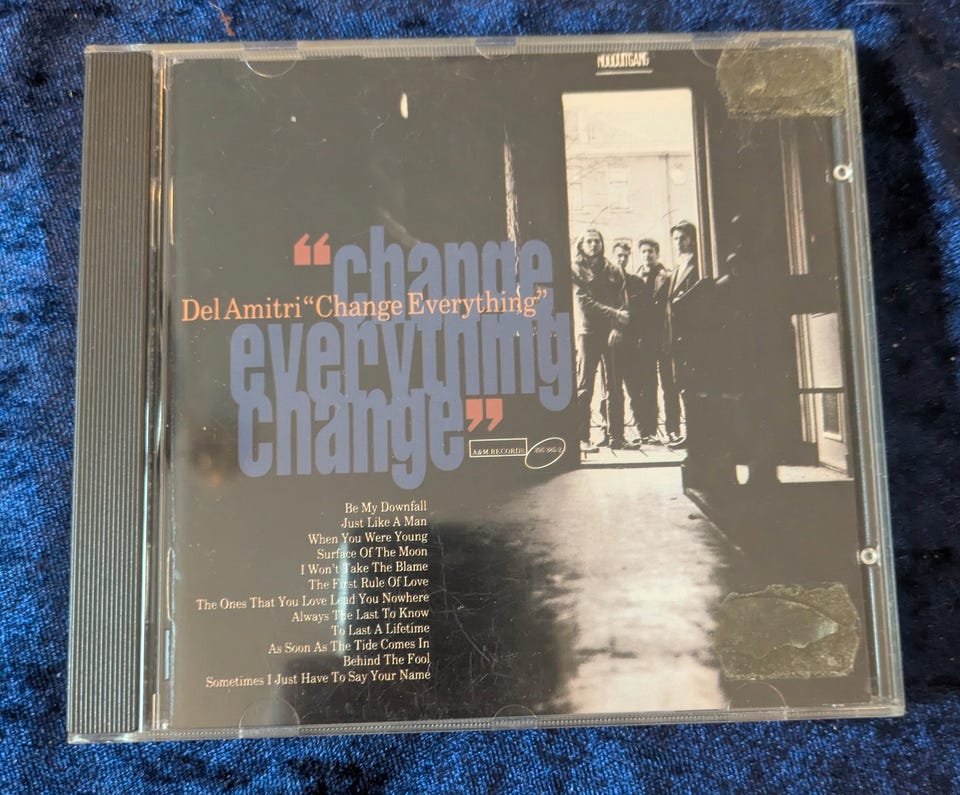 “change
Del Amitri “Change Everything”
everything
change”
A&M RECORDS
Be My Downfall
Just Like A Man
When You Were Young
Surface Of The Moon
I Won't Take The Blame
The First Rule Of Love
The Ones That You Love Lead You Nowhere
Always The Last To Know
To Last A Lifetime
As Soon As The Tide Comes In
Behind The Fool
Sometimes I Just Have To Say Your Name